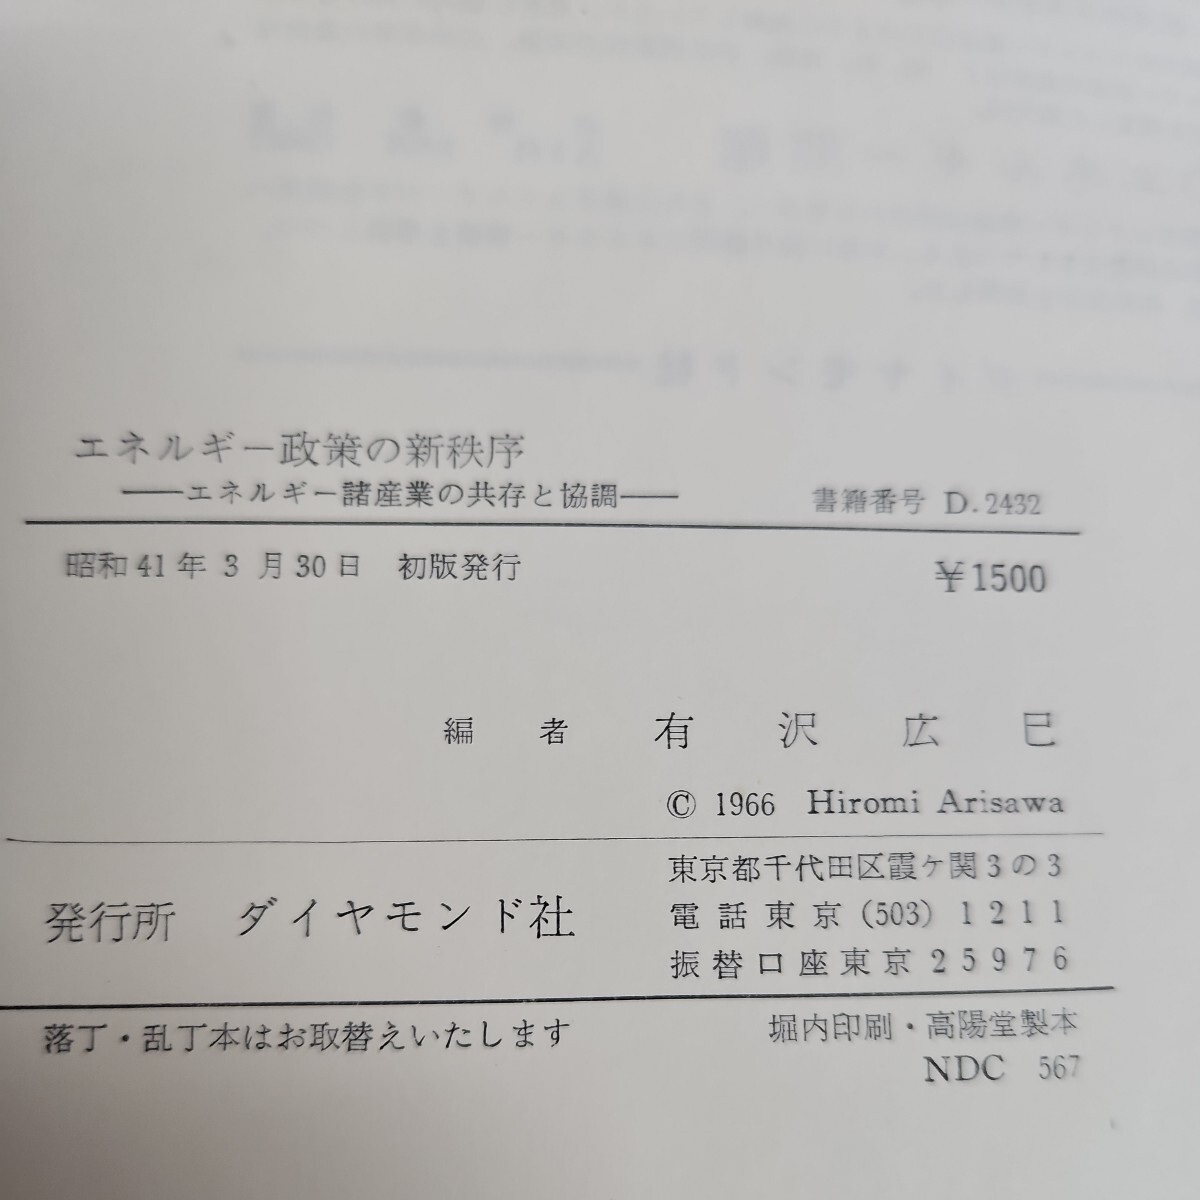 エネルギー政策の新秩序
──エネルギー諸産業の共存と協調──
書籍番号 D.2432
昭和41年3月30日 初版発行
¥1500
編者 有沢広巳
© 1966 Hiromi Arisawa
発行所 ダイヤモンド社
東京都千代田区霞ケ関3の3
電話東京(503)1211
振替口座東京25976
落丁・乱丁本はお取替えいたします
堀内印刷・高陽堂製本
NDC 567